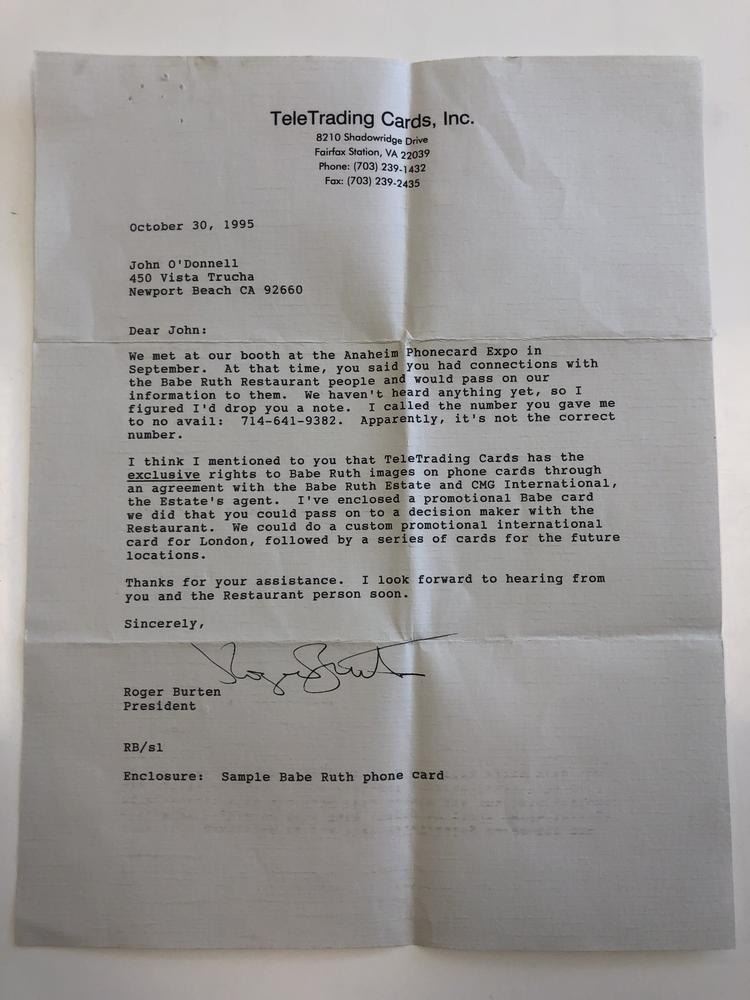 TeleTrading Cards, Inc.
8210 Shadowridge Drive
Fairfax Station, VA 22039
Phone: (703) 239-1432
Fax: (703) 239-2435
October 30, 1995
John O'Donnell
450 Vista Trucha
Newport Beach CA 92660
Dear John:
We met at our booth at the Anaheim Phonecard Expo in
September.  At that time, you said you had connections with
the Babe Ruth Restaurant people and would pass on our
information to them.  We haven't heard anything yet, so I
figured I'd drop you a note.  I called the number you gave me
to no avail:  714-641-9382.  Apparently, it's not the correct
number.
I think I mentioned to you that TeleTrading Cards has the
exclusive rights to Babe Ruth images on phone cards through
an agreement with the Babe Ruth Estate and CMG International,
the Estate's agent.  I've enclosed a promotional Babe card
we did that you could pass on to a decision maker with the
Restaurant.  We could do a custom promotional international
card for London, followed by a series of cards for the future
locations.
Thanks for your assistance.  I look forward to hearing from
you and the Restaurant person soon.
Sincerely,
Roger Burten
Roger Burten
President
RB/sl
Enclosure:  Sample Babe Ruth phone card